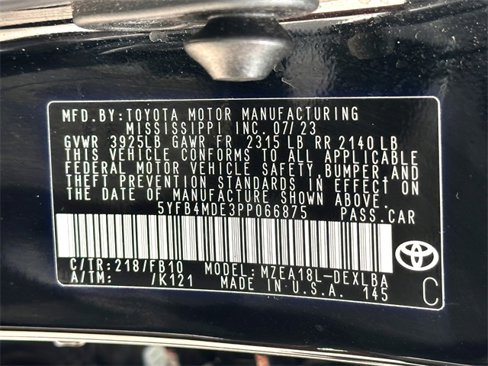 MFD.BY:TOYOTA MOTOR MANUFACTURING
MISSISSIPPI INC. 07/23
GVWR 3925LB GAWR FR 2315 LB RR 2140 LB
THIS VEHICLE CONFORMS TO ALL APPLICABLE
FEDERAL MOTOR VEHICLE SAFETY, BUMPER, AND
THEFT PREVENTION STANDARDS IN EFFECT ON
THE DATE OF MANUFACTURE SHOWN ABOVE.
5YFB4MDE3PP066875 PASS.CAR
C/TR:218/FB10 MODEL:MZEA18L-DEXLBA
A/TM: /K121 MADE IN U.S.A. 145
C